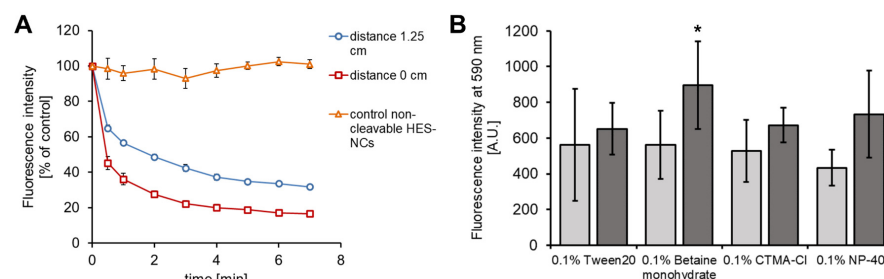 A
Fluorescence intensity
[% of control]
120
100
80
60
40
20
0
0
2
4
6
8
time [min]
distance 1.25
cm
distance 0 cm
control non-
cleavable HES-
NCs
B
*
Fluorescence intensity at 590 nm
[A.U.]
1200
1000
800
600
400
200
0
0.1% Tween20
0.1% Betaine
monohydrate
0.1% CTMA-Cl
0.1% NP-40